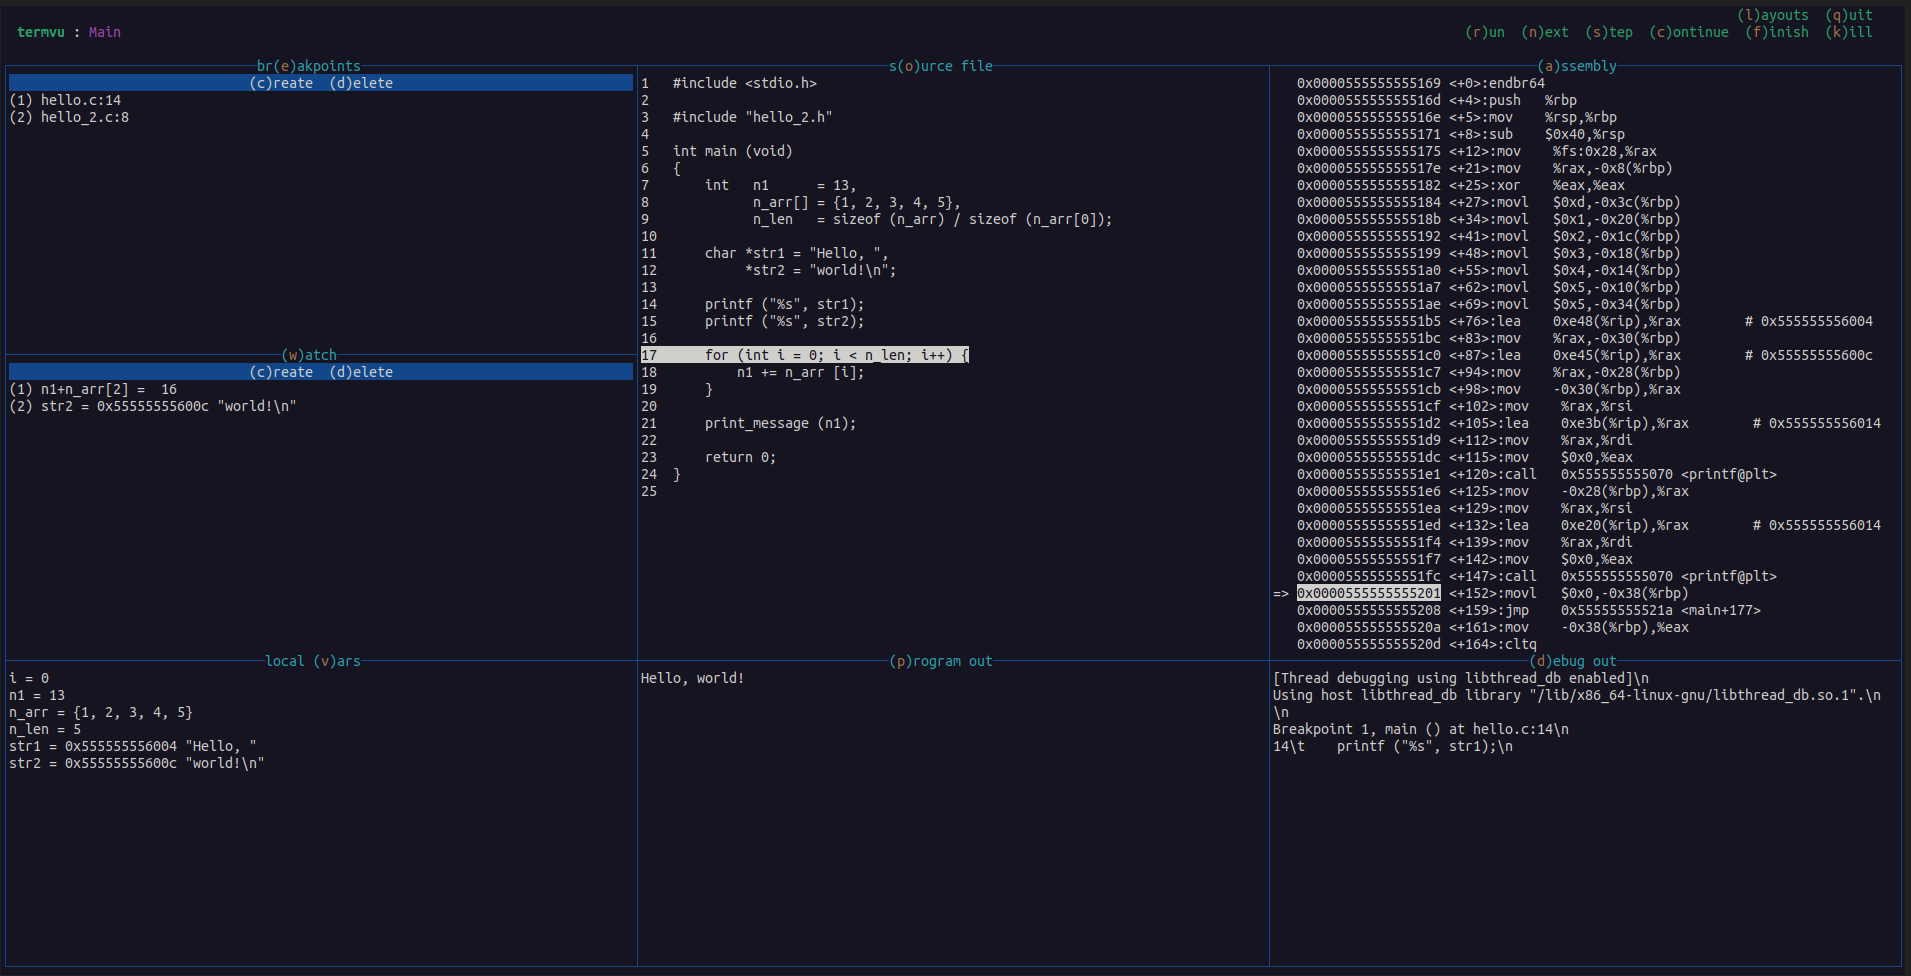 (l)ayouts  (q)uit
termvu : Main
(r)un  (n)ext  (s)tep  (c)ontinue  (f)inish  (k)ill
br(e)akpoints
(c)reate  (d)elete
(1) hello.c:14
(2) hello_2.c:8
(w)atch
(c)reate  (d)elete
(1) n1+n_arr[2] =  16
(2) str2 = 0x55555555600c "world!\n"
local (v)ars
i = 0
n1 = 13
n_arr = {1, 2, 3, 4, 5}
n_len = 5
str1 = 0x555555556004 "Hello, "
str2 = 0x55555555600c "world!\n"
s(o)urce file
1   #include <stdio.h>
2
3   #include "hello_2.h"
4
5   int main (void)
6   {
7       int   n1      = 13,
8             n_arr[] = {1, 2, 3, 4, 5},
9             n_len   = sizeof (n_arr) / sizeof (n_arr[0]);
10
11      char *str1 = "Hello, ",
12           *str2 = "world!\n";
13
14      printf ("%s", str1);
15      printf ("%s", str2);
16
17      for (int i = 0; i < n_len; i++) {
18          n1 += n_arr [i];
19      }
20
21      print_message (n1);
22
23      return 0;
24  }
25
(p)rogram out
Hello, world!
(a)ssembly
0x0000555555555169 <+0>:endbr64
0x000055555555516d <+4>:push   %rbp
0x000055555555516e <+5>:mov    %rsp,%rbp
0x0000555555555171 <+8>:sub    $0x40,%rsp
0x0000555555555175 <+12>:mov    %fs:0x28,%rax
0x000055555555517e <+21>:mov    %rax,-0x8(%rbp)
0x0000555555555182 <+25>:xor    %eax,%eax
0x0000555555555184 <+27>:movl   $0xd,-0x3c(%rbp)
0x000055555555518b <+34>:movl   $0x1,-0x20(%rbp)
0x0000555555555192 <+41>:movl   $0x2,-0x1c(%rbp)
0x0000555555555199 <+48>:movl   $0x3,-0x18(%rbp)
0x00005555555551a0 <+55>:movl   $0x4,-0x14(%rbp)
0x00005555555551a7 <+62>:movl   $0x5,-0x10(%rbp)
0x00005555555551ae <+69>:movl   $0x5,-0x34(%rbp)
0x00005555555551b5 <+76>:lea    0xe48(%rip),%rax        # 0x555555556004
0x00005555555551bc <+83>:mov    %rax,-0x30(%rbp)
0x00005555555551c0 <+87>:lea    0xe45(%rip),%rax        # 0x55555555600c
0x00005555555551c7 <+94>:mov    %rax,-0x28(%rbp)
0x00005555555551cb <+98>:mov    -0x30(%rbp),%rax
0x00005555555551cf <+102>:mov    %rax,%rsi
0x00005555555551d2 <+105>:lea    0xe3b(%rip),%rax        # 0x555555556014
0x00005555555551d9 <+112>:mov    %rax,%rdi
0x00005555555551dc <+115>:mov    $0x0,%eax
0x00005555555551e1 <+120>:call   0x555555555070 <printf@plt>
0x00005555555551e6 <+125>:mov    -0x28(%rbp),%rax
0x00005555555551ea <+129>:mov    %rax,%rsi
0x00005555555551ed <+132>:lea    0xe20(%rip),%rax        # 0x555555556014
0x00005555555551f4 <+139>:mov    %rax,%rdi
0x00005555555551f7 <+142>:mov    $0x0,%eax
0x00005555555551fc <+147>:call   0x555555555070 <printf@plt>
=> 0x0000555555555201 <+152>:movl   $0x0,-0x38(%rbp)
0x0000555555555208 <+159>:jmp    0x55555555521a <main+177>
0x000055555555520a <+161>:mov    -0x38(%rbp),%eax
0x000055555555520d <+164>:cltq
(d)ebug out
[Thread debugging using libthread_db enabled]\n
Using host libthread_db library "/lib/x86_64-linux-gnu/libthread_db.so.1".\n
\n
Breakpoint 1, main () at hello.c:14\n
14\t    printf ("%s", str1);\n